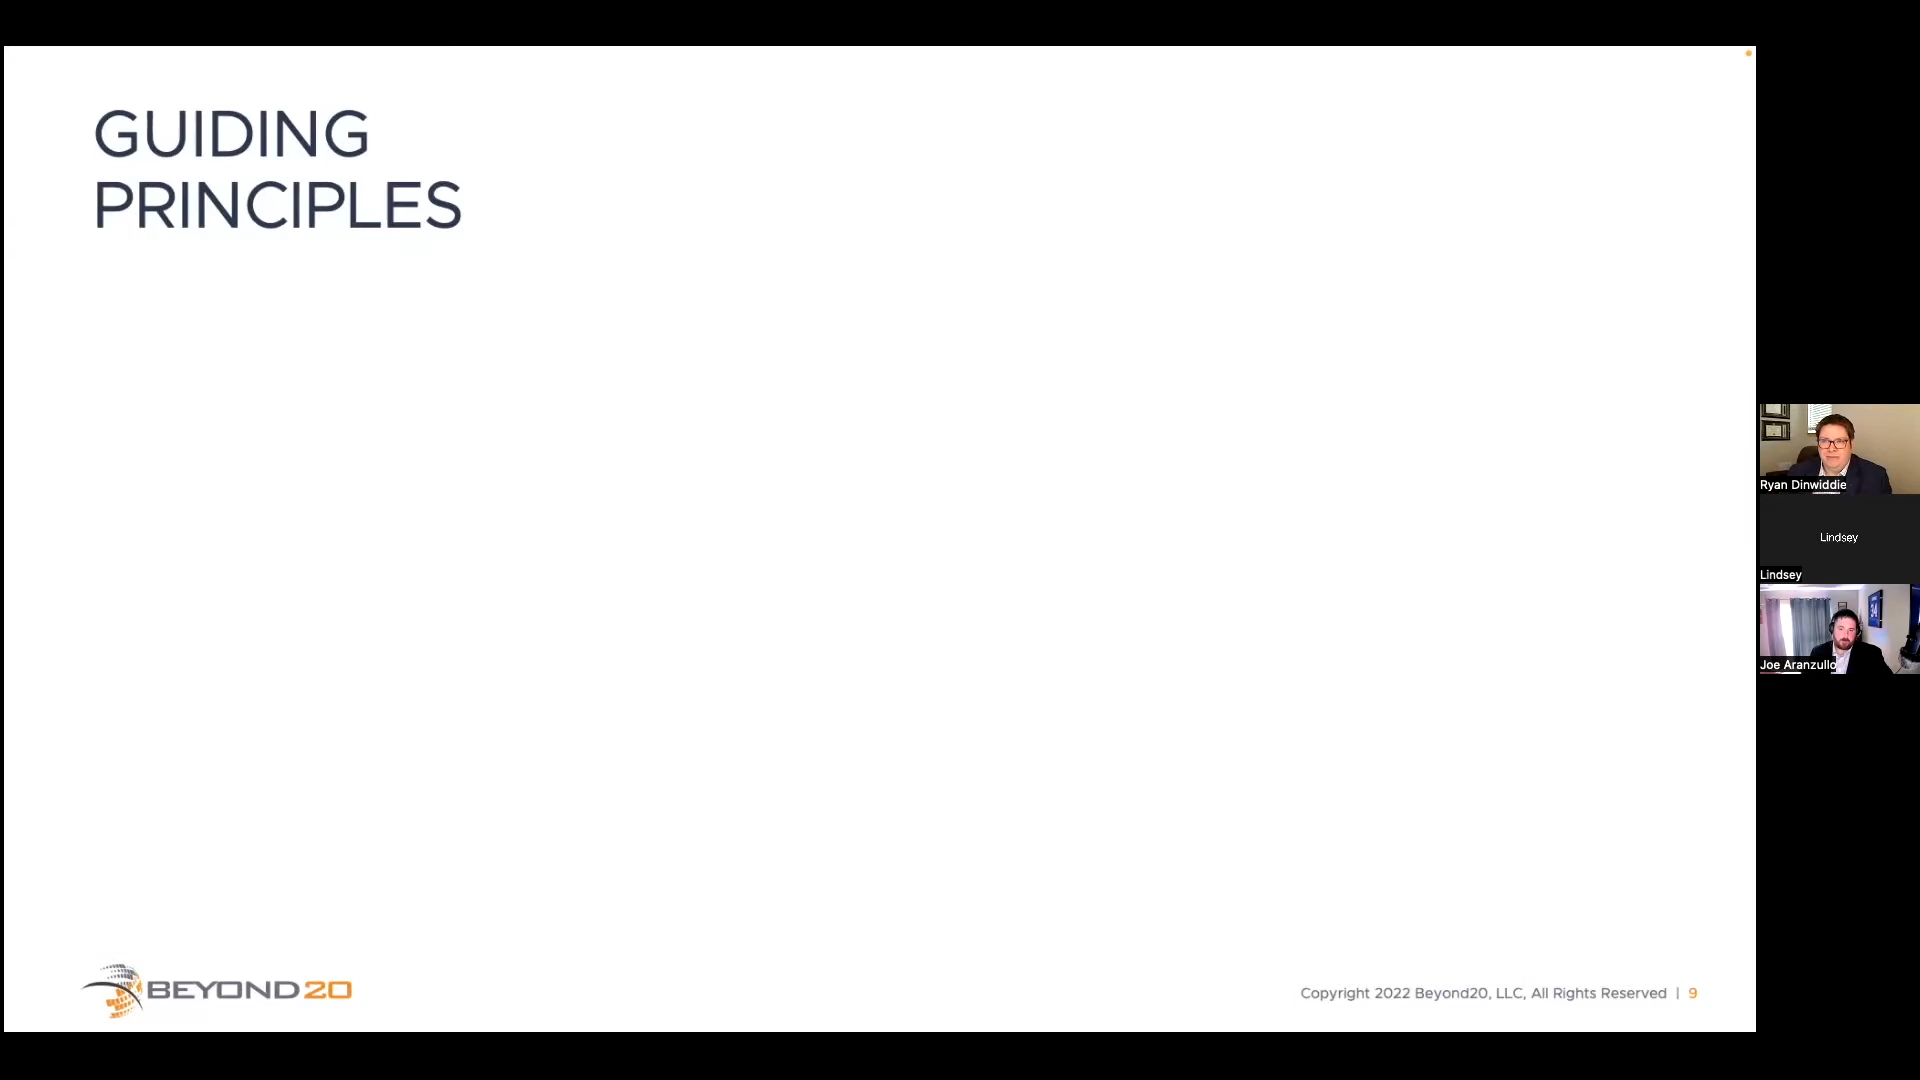 GUIDING
PRINCIPLES
BEYOND20
Copyright 2022 Beyond20, LLC, All Rights Reserved | 9
Ryan Dinwiddie
Lindsey
Lindsey
Joe Aranzullo